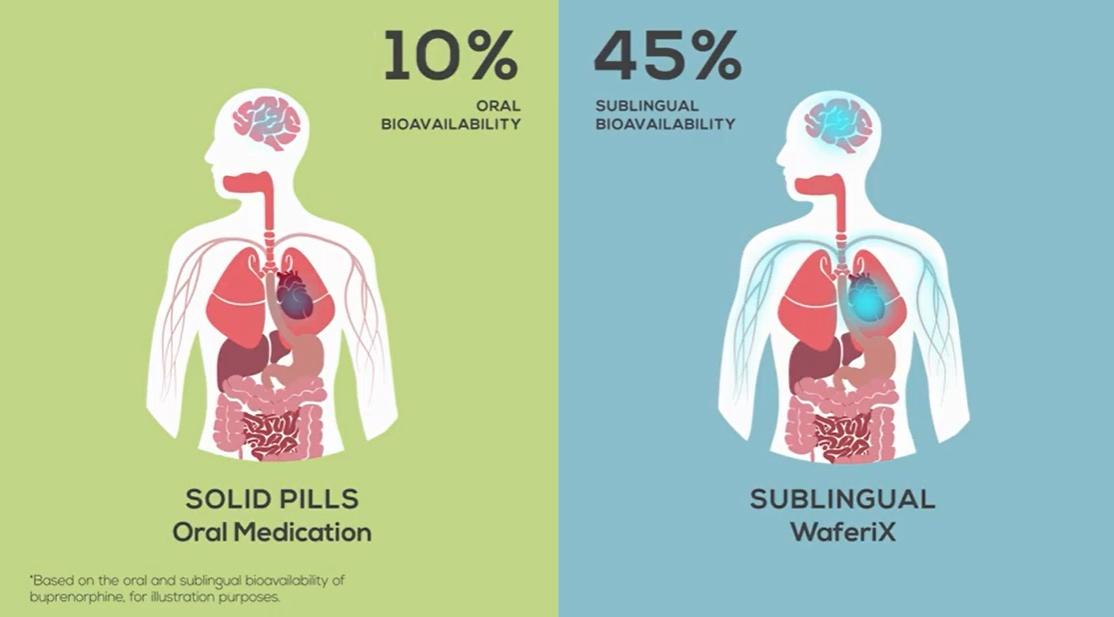 10%
ORAL
BIOAVAILABILITY
SOLID PILLS
Oral Medication
*Based on the oral and sublingual bioavailability of
buprenorphine, for illustration purposes.
45%
SUBLINGUAL
BIOAVAILABILITY
SUBLINGUAL
WaferiX